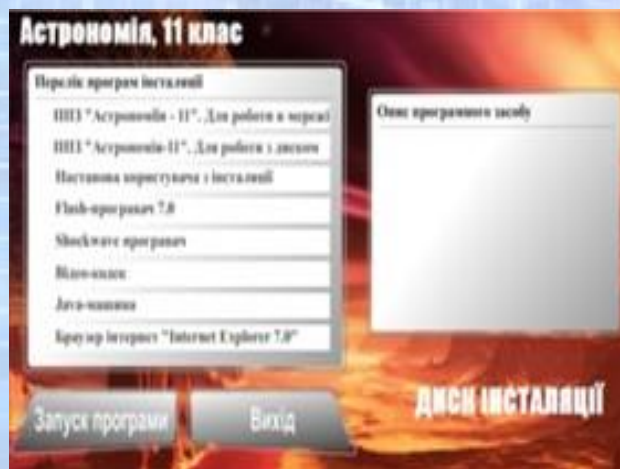 Астрономія, 11 клас
Перелік програм інсталяції
ППЗ "Астрономія - 11". Для роботи в мережі
ППЗ "Астрономія-11". Для роботи з диском
Настанова користувача з інсталяції
Flash-програвач 7.0
Shockwave програвач
Відео-кодек
Java-машина
Браузер інтернет "Internet Explorer 7.0"
Опис програмного засобу
Запуск програми
Вихід
ДИСК ІНСТАЛЯЦІЇ